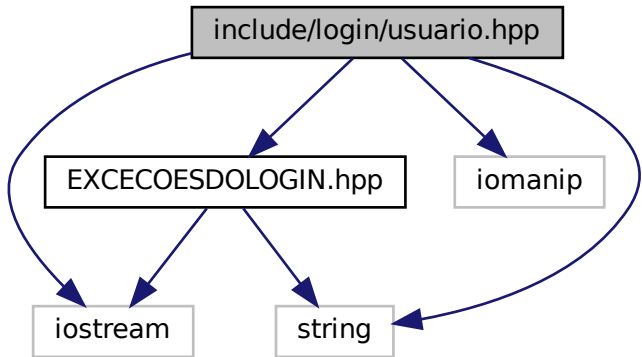 include/login/usuario.hpp
EXCECOESDOLOGIN.hpp
iomanip
iostream
string